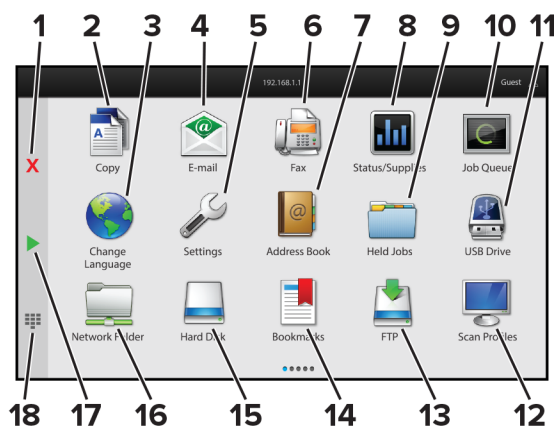 1 2 3 4 5 6 7 8 9 10 11
192.168.1.1 Guest
X
Copy E-mail Fax Status/Supplies Job Queue
Change Settings Address Book Held Jobs USB Drive
Language
Network Folder Hard Disk Bookmarks FTP Scan Profiles
18 17 16 15 14 13 12